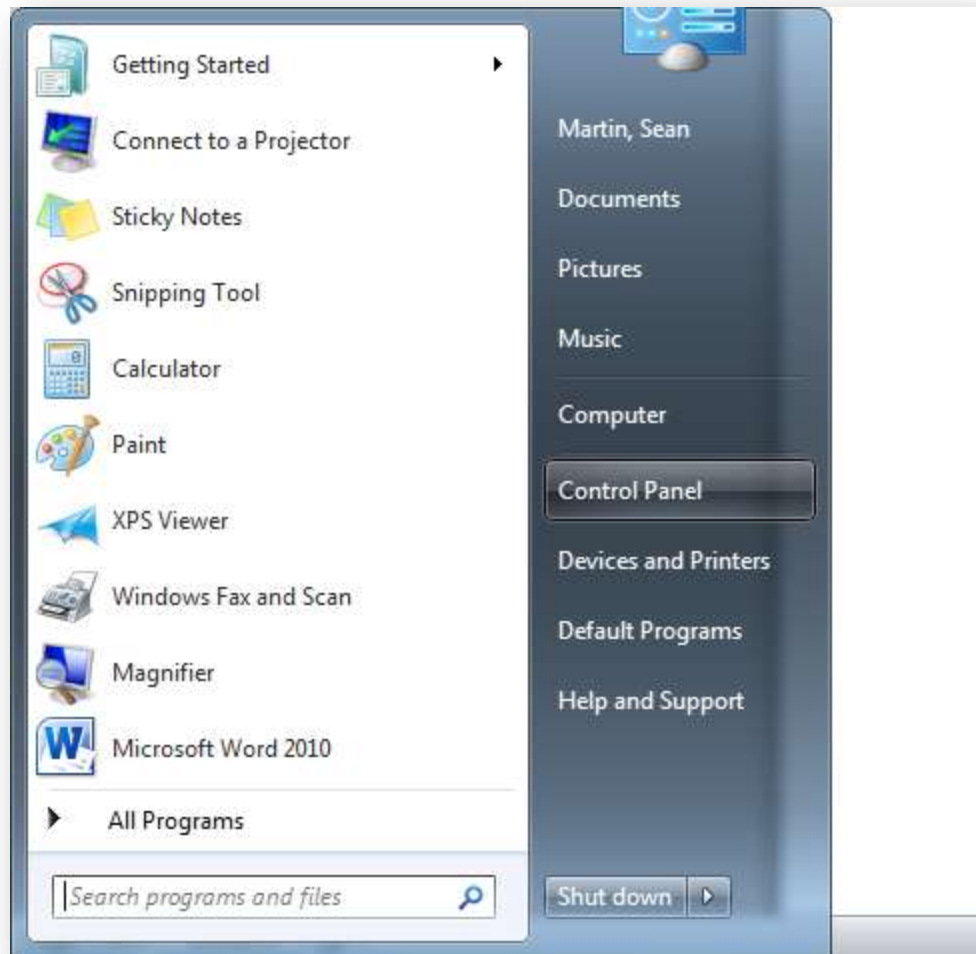 Getting Started
Connect to a Projector
Sticky Notes
Snipping Tool
Calculator
Paint
XPS Viewer
Windows Fax and Scan
Magnifier
Microsoft Word 2010
All Programs
Search programs and files
Martin, Sean
Documents
Pictures
Music
Computer
Control Panel
Devices and Printers
Default Programs
Help and Support
Shut down